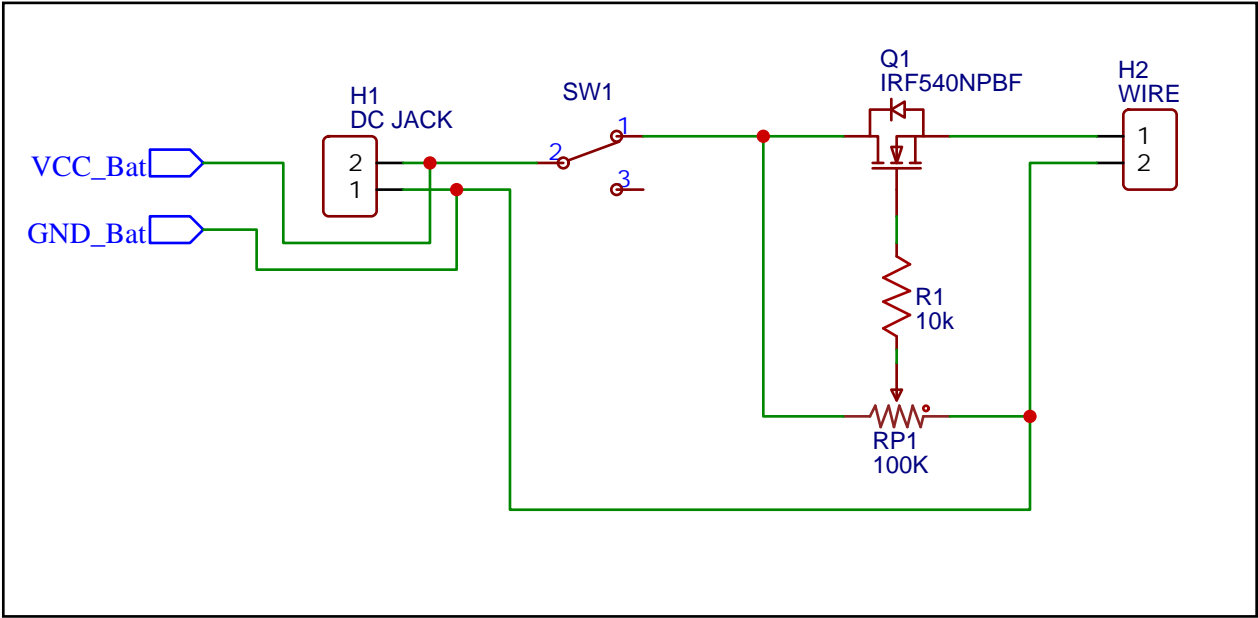 Q1
IRF540NPBF
H2
WIRE
SW1
H1
DC JACK
1
1
2
2
VCC_Bat
2
3
1
GND_Bat
R1
10k
RP1
100K